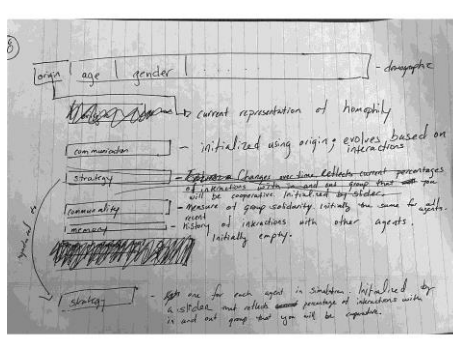 origin | age | gender | . . . . . . - demographic
current representation of homophily
communication - initialized using origin; evolves based on
interactions
strategy - Changes over time. Reflects current percentages
of interactions with in and out group that you
will be cooperative. Initialized by slider.
communality - Measure of group solidarity. Initially the same for all agents.
memory - History of interactions with other agents.
Initially empty.
strategy - one for each agent in simulation. Initialized by
a slider and reflects percentage of interactions with
in and out group that you will be cooperative.